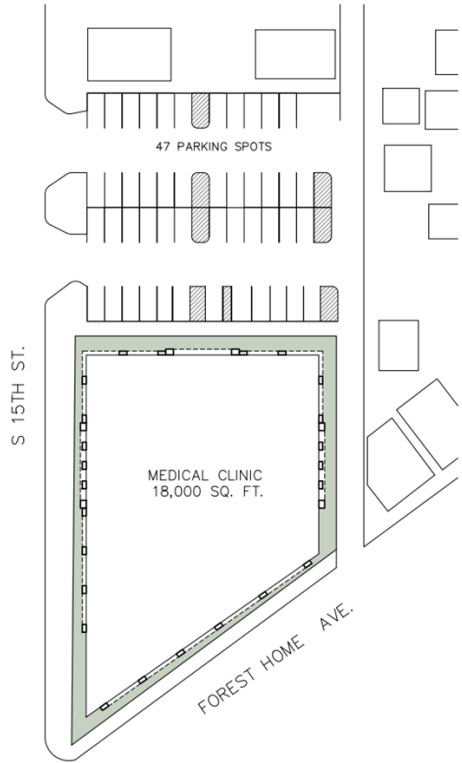 47 PARKING SPOTS
S 15TH ST.
MEDICAL CLINIC
18,000 SQ. FT.
FOREST HOME AVE.